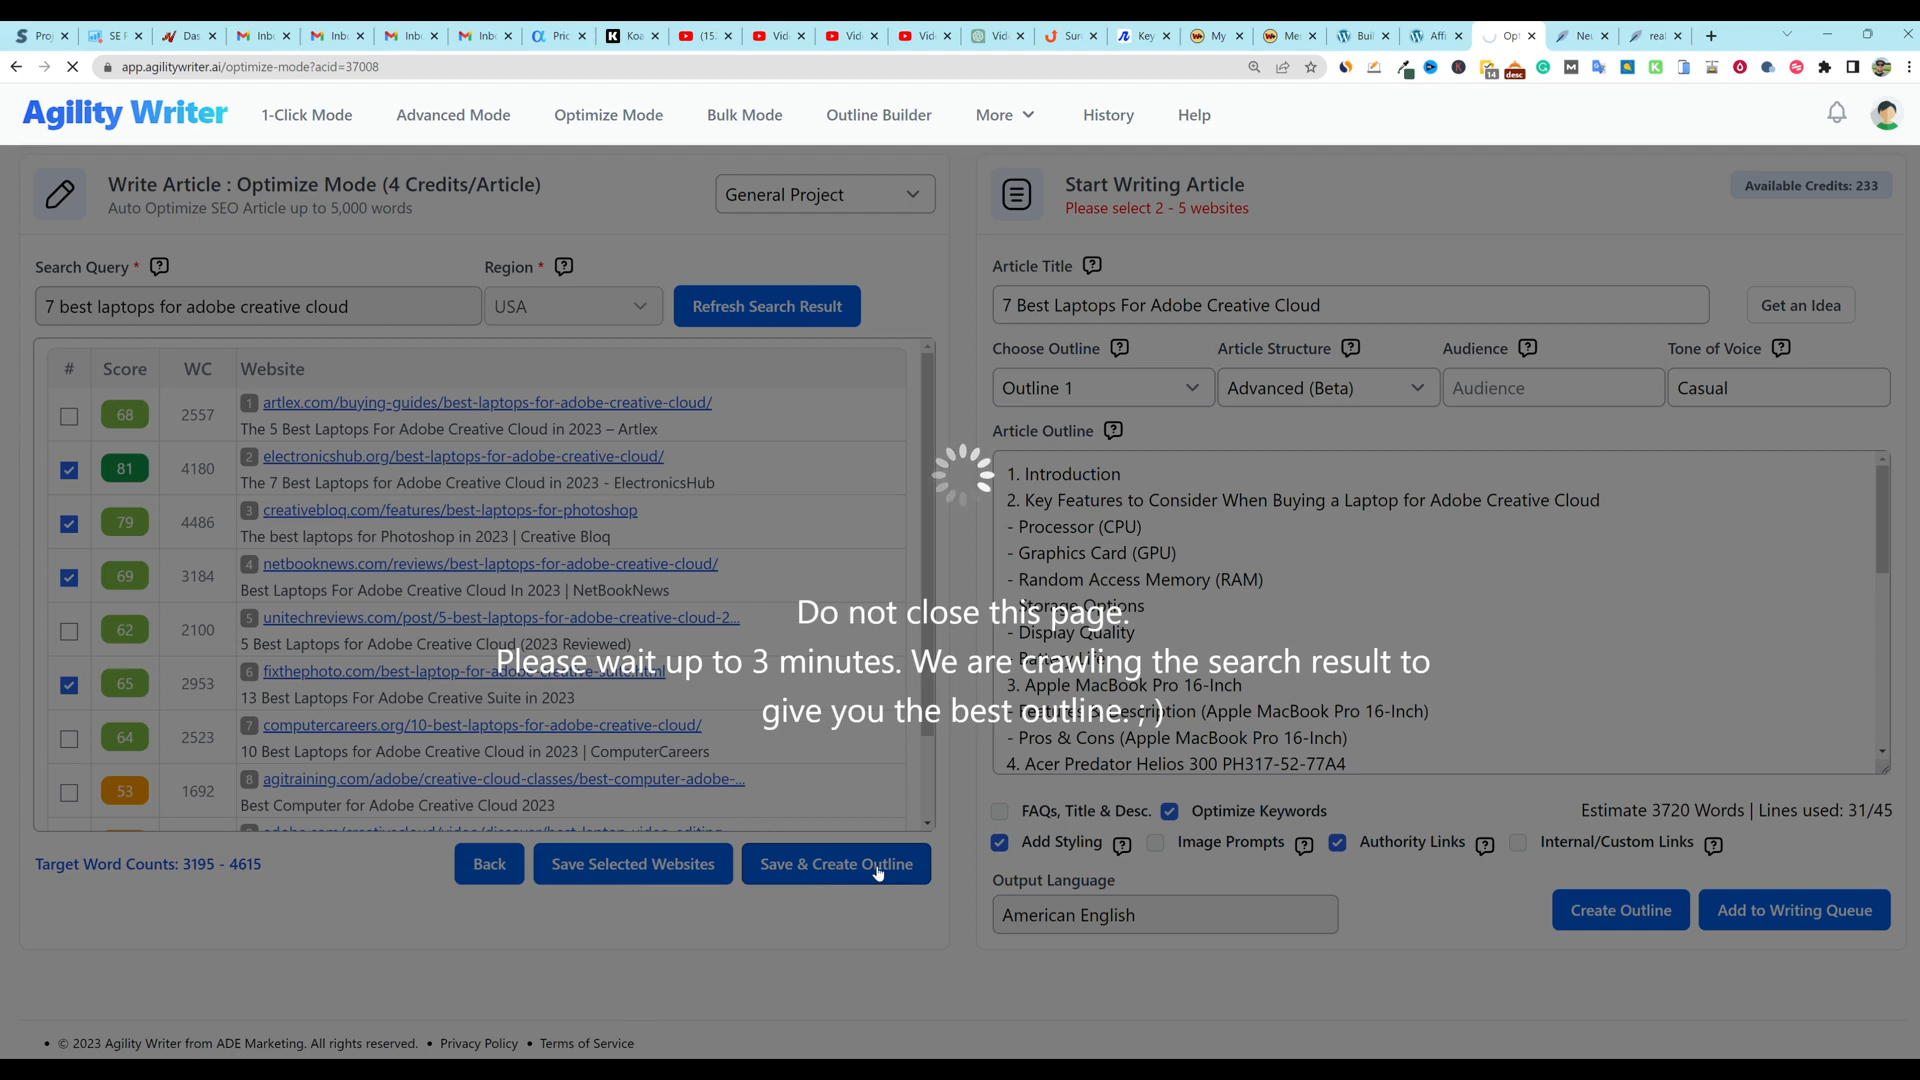 app.agilitywriter.ai/optimize-mode?acid=37008
Agility Writer
1-Click Mode
Advanced Mode
Optimize Mode
Bulk Mode
Outline Builder
More
History
Help
Write Article : Optimize Mode (4 Credits/Article)
Auto Optimize SEO Article up to 5,000 words
General Project
Search Query *
Region *
7 best laptops for adobe creative cloud
USA
Refresh Search Result
# Score WC Website
68 2557 1 artlex.com/buying-guides/best-laptops-for-adobe-creative-cloud/
The 5 Best Laptops For Adobe Creative Cloud in 2023 – Artlex
81 4180 2 electronicshub.org/best-laptops-for-adobe-creative-cloud/
The 7 Best Laptops for Adobe Creative Cloud in 2023 - ElectronicsHub
79 4486 3 creativebloq.com/features/best-laptops-for-photoshop
The best laptops for Photoshop in 2023 | Creative Bloq
69 3184 4 netbooknews.com/reviews/best-laptops-for-adobe-creative-cloud/
Best Laptops For Adobe Creative Cloud In 2023 | NetBookNews
62 2100 5 unitechreviews.com/post/5-best-laptops-for-adobe-creative-cloud-2...
5 Best Laptops for Adobe Creative Cloud (2023 Reviewed)
65 2953 6 fixthephoto.com/best-laptop-for-adobe-creative-suite.html
13 Best Laptops For Adobe Creative Suite in 2023
64 2523 7 computercareers.org/10-best-laptops-for-adobe-creative-cloud/
10 Best Laptops for Adobe Creative Cloud in 2023 | ComputerCareers
53 1692 8 agitraining.com/adobe/creative-cloud-classes/best-computer-adobe-...
Best Computer for Adobe Creative Cloud 2023
Target Word Counts: 3195 - 4615
Back
Save Selected Websites
Save & Create Outline
Do not close this page.
Please wait up to 3 minutes. We are crawling the search result to
give you the best outline. ; )
Start Writing Article
Please select 2 - 5 websites
Available Credits: 233
Article Title
7 Best Laptops For Adobe Creative Cloud
Get an Idea
Choose Outline
Article Structure
Audience
Tone of Voice
Outline 1
Advanced (Beta)
Audience
Casual
Article Outline
1. Introduction
2. Key Features to Consider When Buying a Laptop for Adobe Creative Cloud
- Processor (CPU)
- Graphics Card (GPU)
- Random Access Memory (RAM)
- Storage Options
- Display Quality
3. Apple MacBook Pro 16-Inch
- Features & Description (Apple MacBook Pro 16-Inch)
- Pros & Cons (Apple MacBook Pro 16-Inch)
4. Acer Predator Helios 300 PH317-52-77A4
FAQs, Title & Desc.
Optimize Keywords
Estimate 3720 Words | Lines used: 31/45
Add Styling
Image Prompts
Authority Links
Internal/Custom Links
Output Language
American English
Create Outline
Add to Writing Queue
• © 2023 Agility Writer from ADE Marketing. All rights reserved. • Privacy Policy • Terms of Service